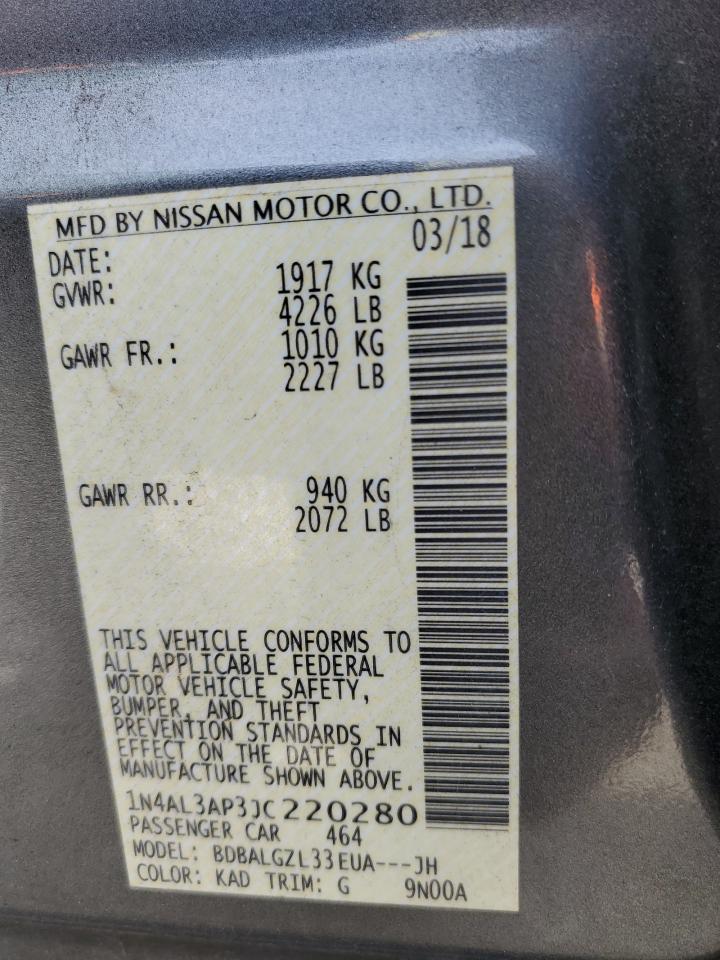 MFD BY NISSAN MOTOR CO., LTD.
DATE: 03/18
GVWR: 1917 KG
4226 LB
GAWR FR.: 1010 KG
2227 LB
GAWR RR.: 940 KG
2072 LB
THIS VEHICLE CONFORMS TO
ALL APPLICABLE FEDERAL
MOTOR VEHICLE SAFETY,
BUMPER, AND THEFT
PREVENTION STANDARDS IN
EFFECT ON THE DATE OF
MANUFACTURE SHOWN ABOVE.
1N4AL3AP3JC220280
PASSENGER CAR 464
MODEL: BDBALGZL33EUA---JH
COLOR: KAD TRIM: G 9N00A